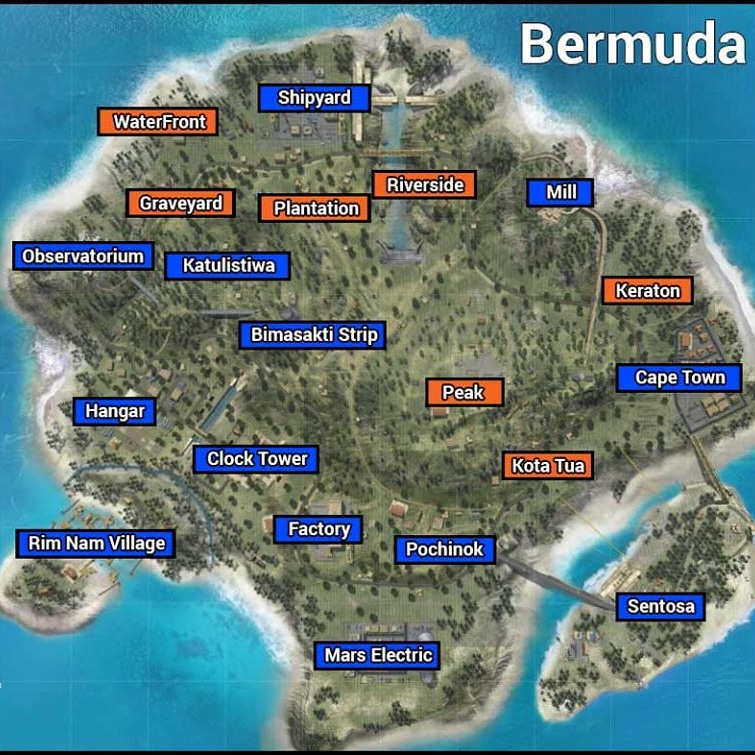 Bermuda
Shipyard
WaterFront
Riverside
Mill
Graveyard
Plantation
Observatorium
Katulistiwa
Keraton
Bimasakti Strip
Cape Town
Peak
Hangar
Clock Tower
Kota Tua
Factory
Rim Nam Village
Pochinok
Sentosa
Mars Electric